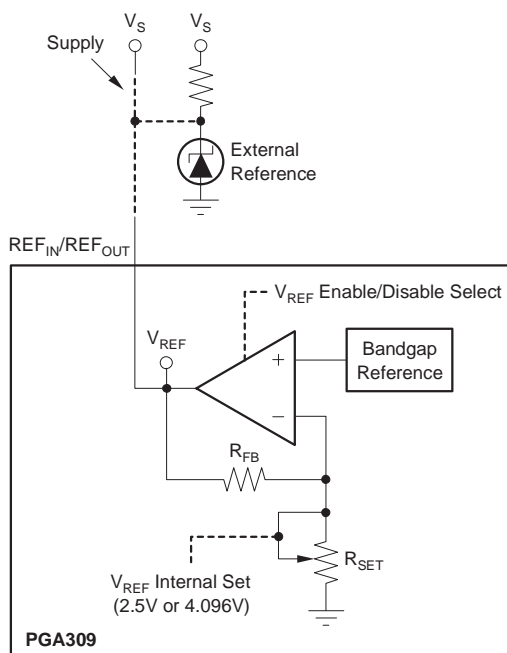 V_S
V_S
Supply
External
Reference
REF_IN/REF_OUT
V_REF Enable/Disable Select
V_REF
+
Bandgap
Reference
−
R_FB
R_SET
V_REF Internal Set
(2.5V or 4.096V)
PGA309